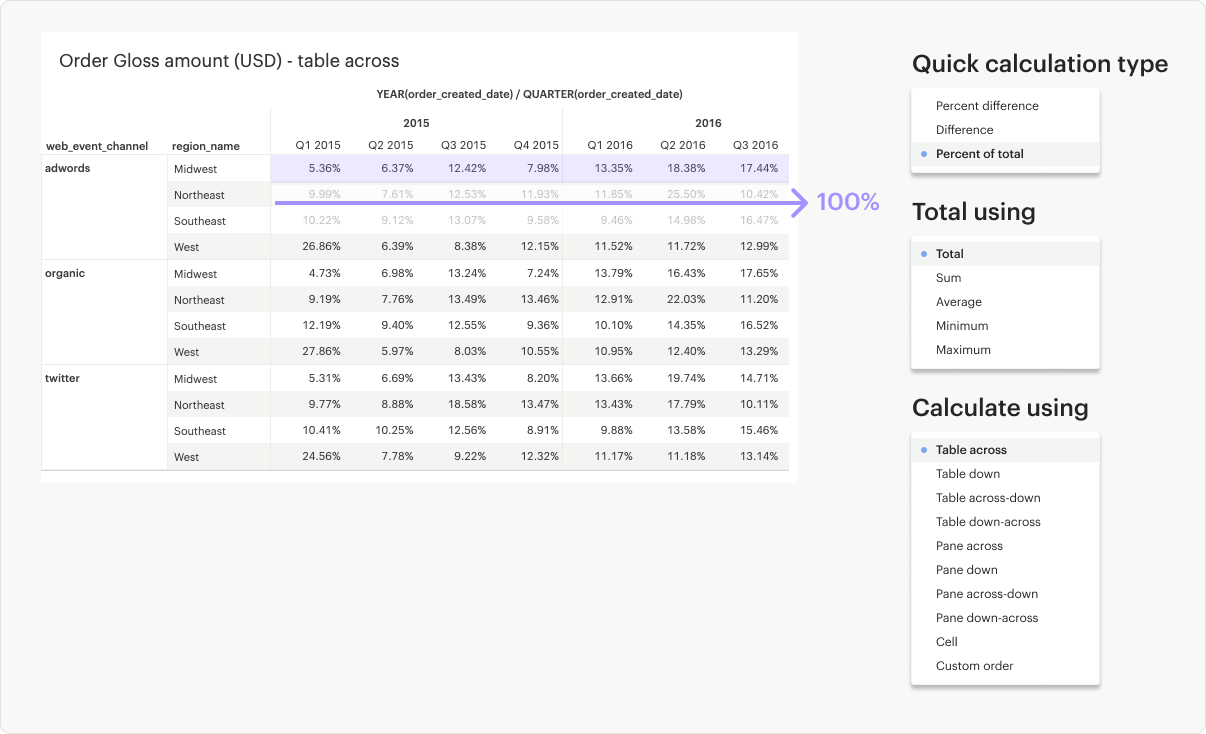 Order Gloss amount (USD) - table across
YEAR(order_created_date) / QUARTER(order_created_date)
2015 2016
web_event_channel region_name Q1 2015 Q2 2015 Q3 2015 Q4 2015 Q1 2016 Q2 2016 Q3 2016
adwords Midwest 5.36% 6.37% 12.42% 7.98% 13.35% 18.38% 17.44%
Northeast 9.99% 7.61% 12.53% 11.93% 11.85% 25.50% 10.42%
100%
Southeast 10.22% 9.12% 13.07% 9.58% 9.46% 14.98% 16.47%
West 26.86% 6.39% 8.38% 12.15% 11.52% 11.72% 12.99%
organic Midwest 4.73% 6.98% 13.24% 7.24% 13.79% 16.43% 17.65%
Northeast 9.19% 7.76% 13.49% 13.46% 12.91% 22.03% 11.20%
Southeast 12.19% 9.40% 12.55% 9.36% 10.10% 14.35% 16.52%
West 27.86% 5.97% 8.03% 10.55% 10.95% 12.40% 13.29%
twitter Midwest 5.31% 6.69% 13.43% 8.20% 13.66% 19.74% 14.71%
Northeast 9.77% 8.88% 18.58% 13.47% 13.43% 17.79% 10.11%
Southeast 10.41% 10.25% 12.56% 8.91% 9.88% 13.58% 15.46%
West 24.56% 7.78% 9.22% 12.32% 11.17% 11.18% 13.14%
Quick calculation type
Percent difference
Difference
Percent of total
Total using
Total
Sum
Average
Minimum
Maximum
Calculate using
Table across
Table down
Table across-down
Table down-across
Pane across
Pane down
Pane across-down
Pane down-across
Cell
Custom order